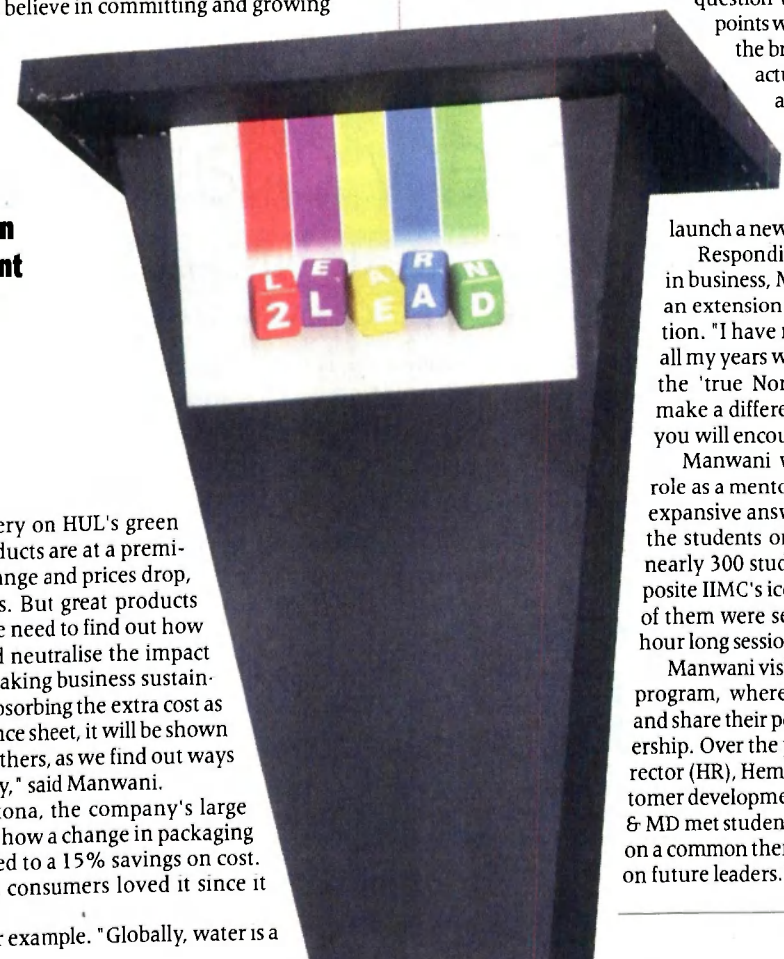 believe in committing and growing
n
nt
ery on HUL's green
ducts are at a premi-
ange and prices drop,
s. But great products
e need to find out how
d neutralise the impact
aking business sustain-
bsorbing the extra cost as
nce sheet, it will be shown
thers, as we find out ways
y," said Manwani.
ona, the company's large
how a change in packaging
ed to a 15% savings on cost.
consumers loved it since it
r example. "Globally, water is a
LEARN
2LEAD
question
points w
the br
act
a
launch a new
Respondi
in business, M
an extension
tion. "I have
all my years w
the 'true Nor
make a differe
you will encou
Manwani
role as a mento
expansive answ
the students or
nearly 300 stud
posite IIMC's ic
of them were se
hour long sessio
Manwani vis
program, where
and share their pe
ership. Over the
rector (HR), Hem
tomer developme
& MD met studen
on a common ther
on future leaders.